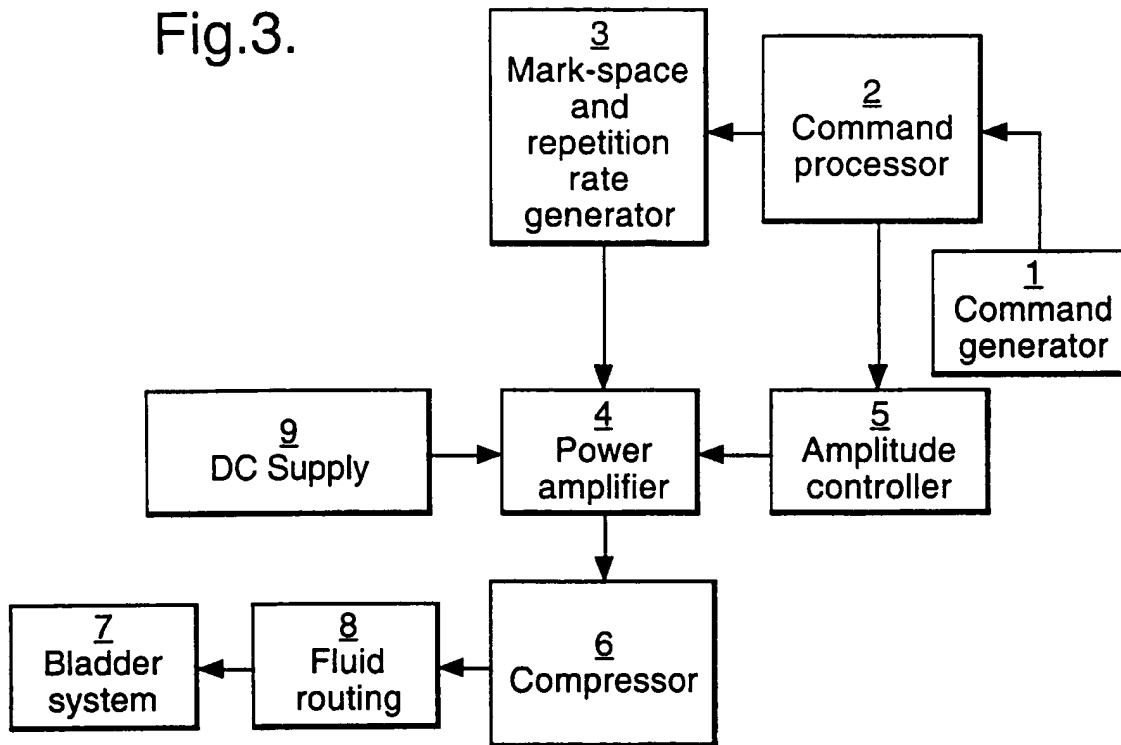 Fig.3.
3
Mark-space
and
repetition
rate
generator
2
Command
processor
1
Command
generator
9
DC Supply
4
Power
amplifier
5
Amplitude
controller
7
Bladder
system
8
Fluid
routing
6
Compressor